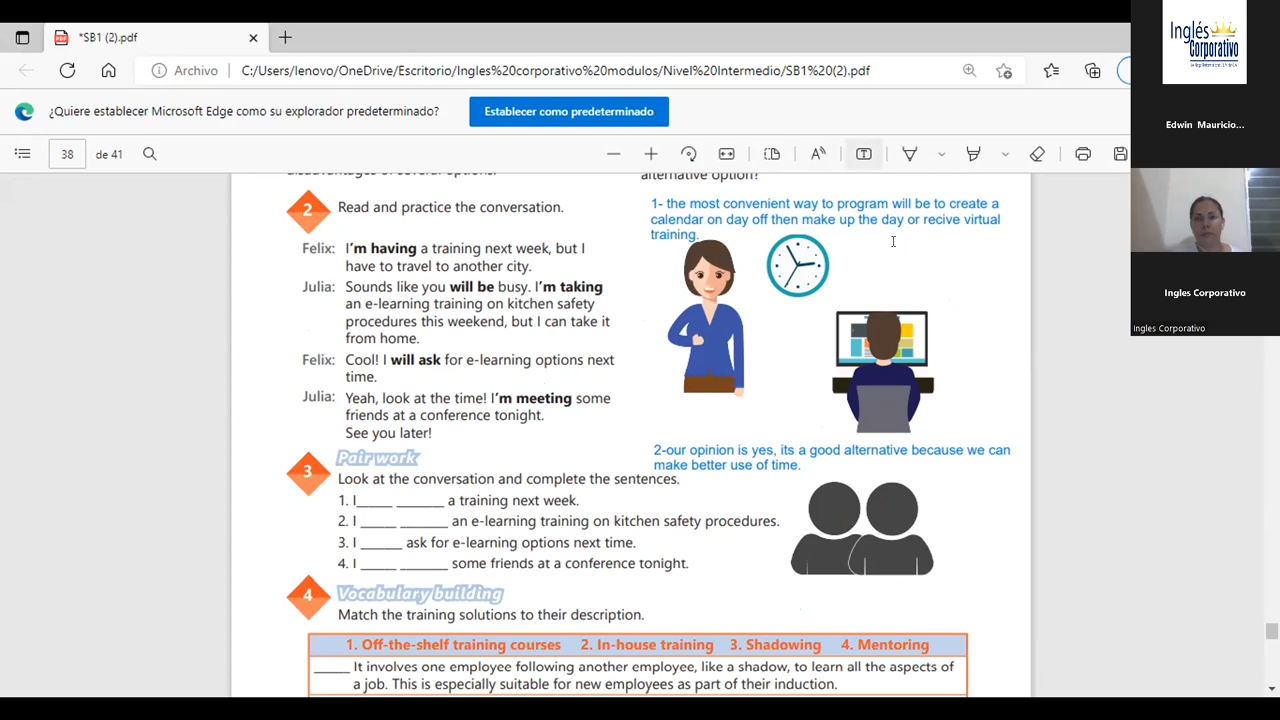 *SB1 (2).pdf
Archivo
C:/Users/lenovo/OneDrive/Escritorio/Ingles%20Corporativo%20modulos/Nivel%20Intermedio/SB1%20(2).pdf
¿Quiere establecer Microsoft Edge como su explorador predeterminado?
Establecer como predeterminado
38
de 41
Inglés
Corporativo
Edwin Mauricio...
Ingles Corporativo
Ingles Corporativo
disadvantages of several options.
2
Read and practice the conversation.
Felix: I'm having a training next week, but I
have to travel to another city.
Julia: Sounds like you will be busy. I'm taking
an e-learning training on kitchen safety
procedures this weekend, but I can take it
from home.
Felix: Cool! I will ask for e-learning options next
time.
Julia: Yeah, look at the time! I'm meeting some
friends at a conference tonight.
See you later!
alternative option?
1- the most convenient way to program will be to create a
calendar on day off then make up the day or recive virtual
training.
2-our opinion is yes, its a good alternative because we can
make better use of time.
3
Pair work
Look at the conversation and complete the sentences.
1. I_____ _______ a training next week.
2. I _____ _______ an e-learning training on kitchen safety procedures.
3. I ______ ask for e-learning options next time.
4. I _____ _______ some friends at a conference tonight.
4
Vocabulary building
Match the training solutions to their description.
1. Off-the-shelf training courses 2. In-house training 3. Shadowing 4. Mentoring
_____ It involves one employee following another employee, like a shadow, to learn all the aspects of
a job. This is especially suitable for new employees as part of their induction.